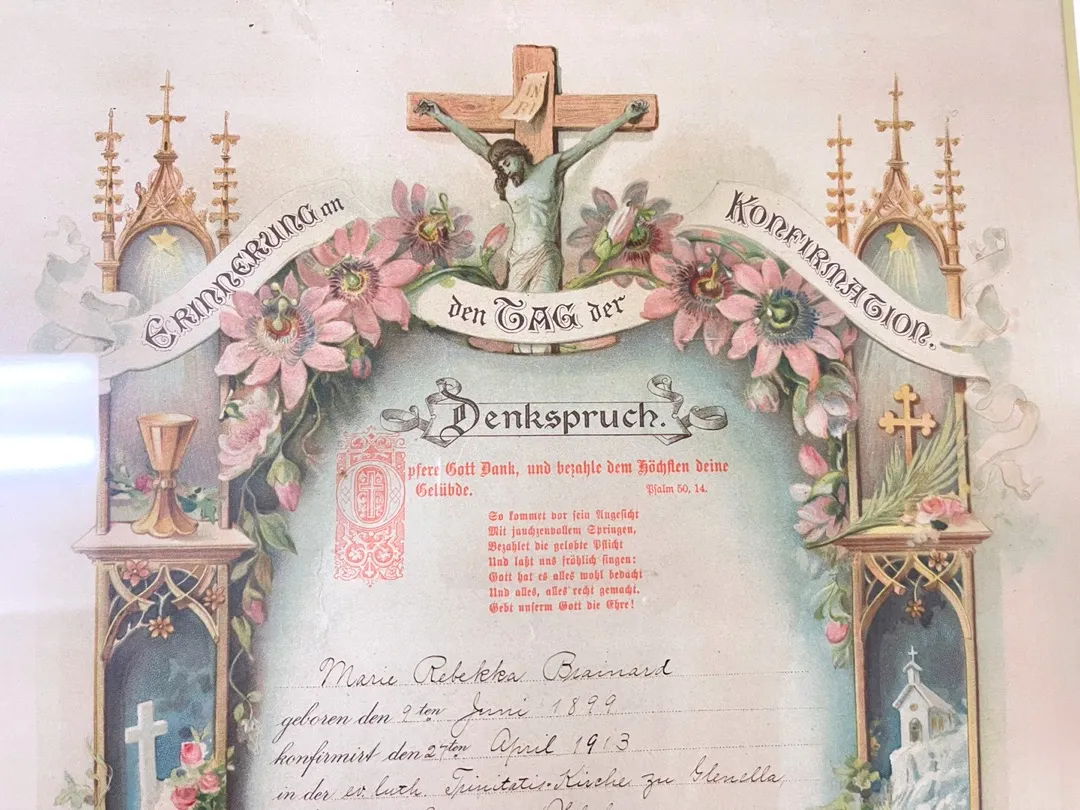 INRI
ERINNERUNG an
den TAG der
KONFIRMATION.
Denkspruch.
Opfere Gott Dank, und bezahle dem Höchsten deine
Gelübde.
Psalm 50, 14.
So kommet vor sein Angesicht
Mit jauchzenvollem Springen,
Bezahlet die gelobte Pflicht
Und laßt uns fröhlich singen:
Gott hat es alles wohl bedacht
Und alles, alles recht gemacht.
Gebt unserm Gott die Ehre!
Marie Rebekka Brainard
geboren den 9ten Juni 1899
konfirmirt den 27ten April 1913
in der ev. luth. Trinitatis-Kirche zu Glenella,